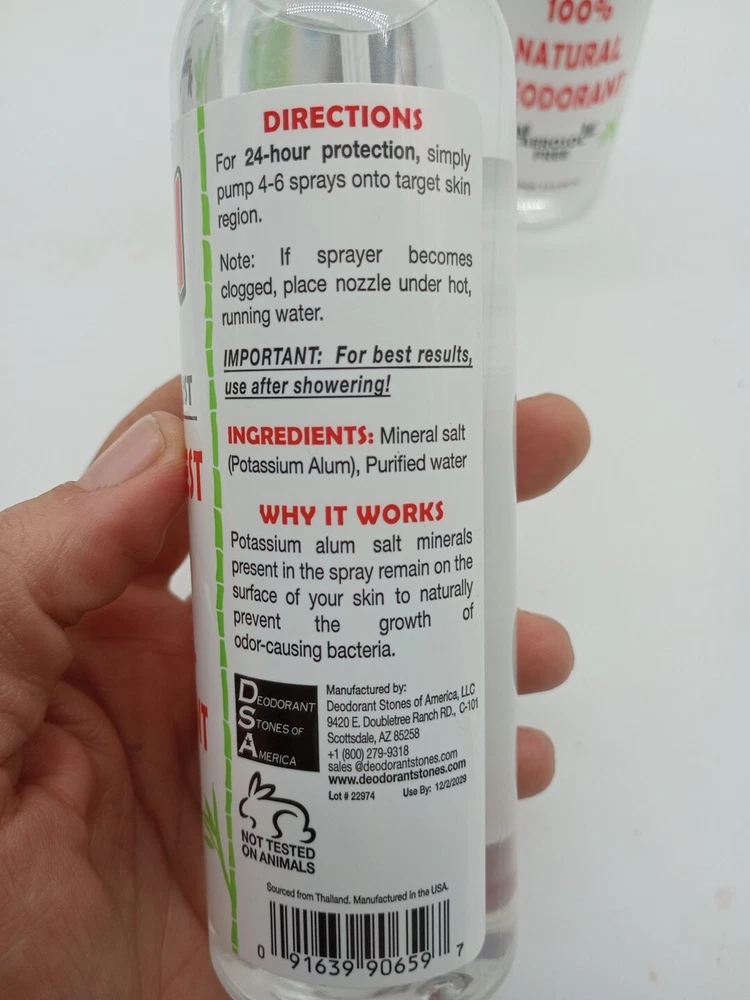 100%
NATURAL
EODORANT
AEROSOL
FREE
DIRECTIONS
For 24-hour protection, simply
pump 4-6 sprays onto target skin
region.
Note: If sprayer becomes
clogged, place nozzle under hot,
running water.
IMPORTANT: For best results,
use after showering!
INGREDIENTS: Mineral salt
(Potassium Alum), Purified water
WHY IT WORKS
Potassium alum salt minerals
present in the spray remain on the
surface of your skin to naturally
prevent the growth of
odor-causing bacteria.
DEODORANT
STONES OF
AMERICA
Manufactured by:
Deodorant Stones of America, LLC
9420 E. Doubletree Ranch RD., C-101
Scottsdale, AZ 85258
+1 (800) 279-9318
sales @deodorantstones.com
www.deodorantstones.com
Lot # 22974 Use By: 12/2/2029
NOT TESTED
ON ANIMALS
Sourced from Thailand. Manufactured in the USA.
0 91639 90659 7
ST
EST
NT